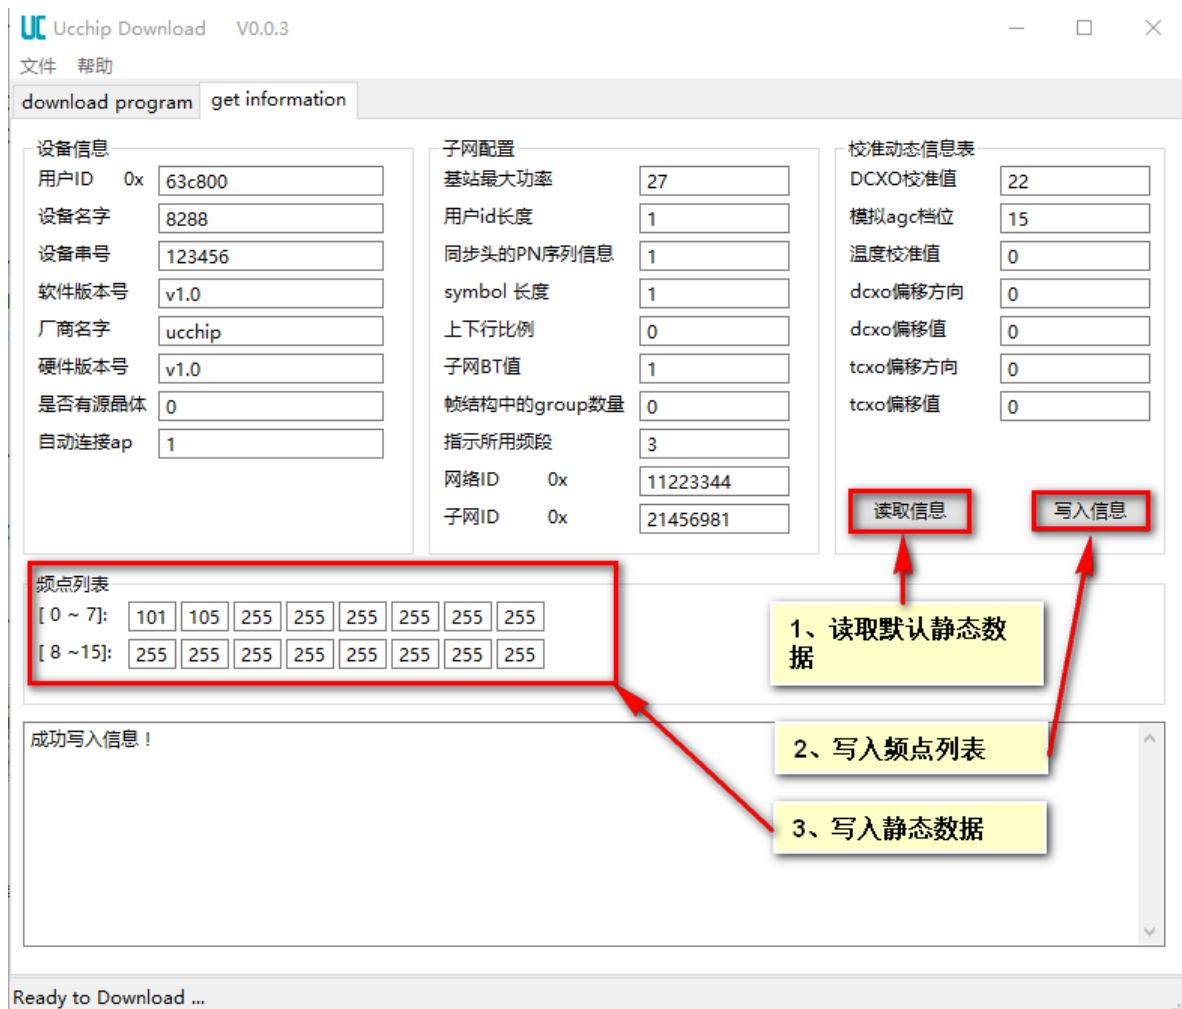 UC Ucchip Download V0.0.3
文件 帮助
download program get information
设备信息
用户ID 0x 63c800
设备名字 8288
设备串号 123456
软件版本号 v1.0
厂商名字 ucchip
硬件版本号 v1.0
是否有源晶体 0
自动连接ap 1
子网配置
基站最大功率 27
用户id长度 1
同步头的PN序列信息 1
symbol 长度 1
上下行比例 0
子网BT值 1
帧结构中的group数量 0
指示所用频段 3
网络ID 0x 11223344
子网ID 0x 21456981
校准动态信息表
DCXO校准值 22
模拟agc档位 15
温度校准值 0
dcxo偏移方向 0
dcxo偏移值 0
tcxo偏移方向 0
tcxo偏移值 0
读取信息 写入信息
频点列表
[ 0 ~ 7]: 101 105 255 255 255 255 255 255
[ 8 ~15]: 255 255 255 255 255 255 255 255
1、读取默认静态数
据
2、写入频点列表
3、写入静态数据
成功写入信息！
Ready to Download ...